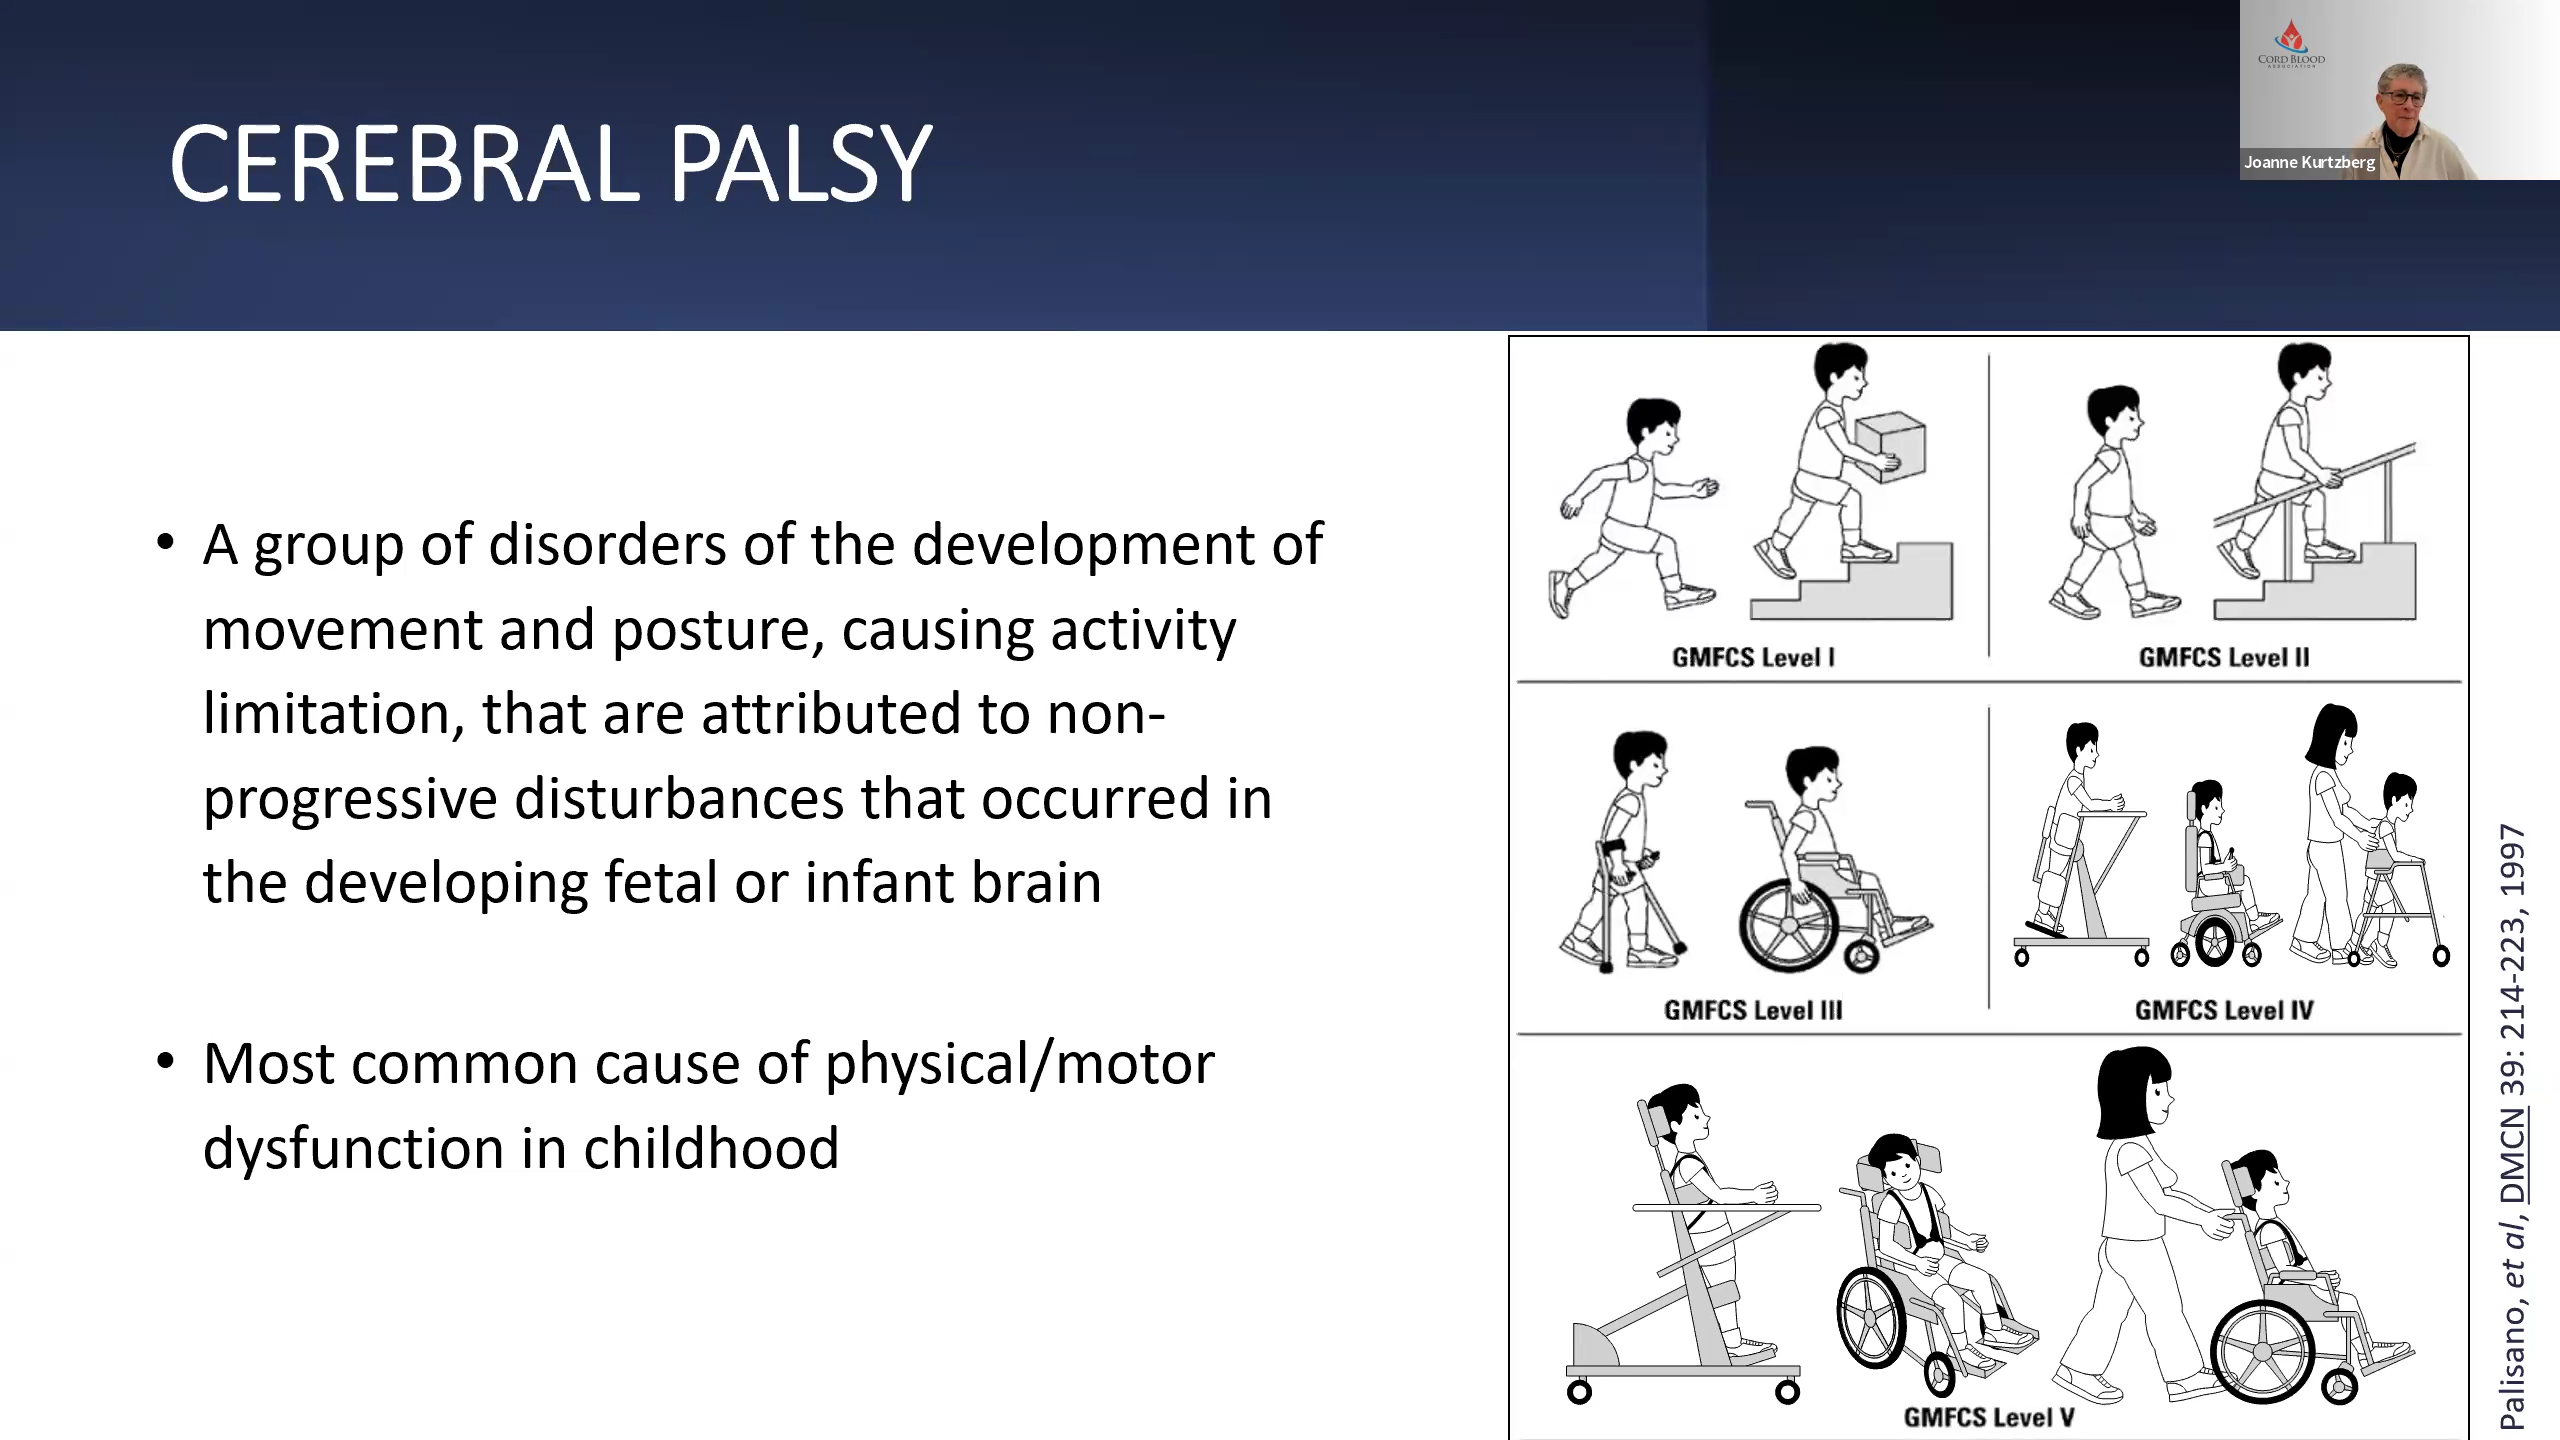 CEREBRAL PALSY
CORD BLOOD
ASSOCIATION
Joanne Kurtzberg
• A group of disorders of the development of
movement and posture, causing activity
limitation, that are attributed to non-
progressive disturbances that occurred in
the developing fetal or infant brain
• Most common cause of physical/motor
dysfunction in childhood
GMFCS Level I
GMFCS Level II
GMFCS Level III
GMFCS Level IV
GMFCS Level V
Palisano, et al, DMCN 39: 214-223, 1997